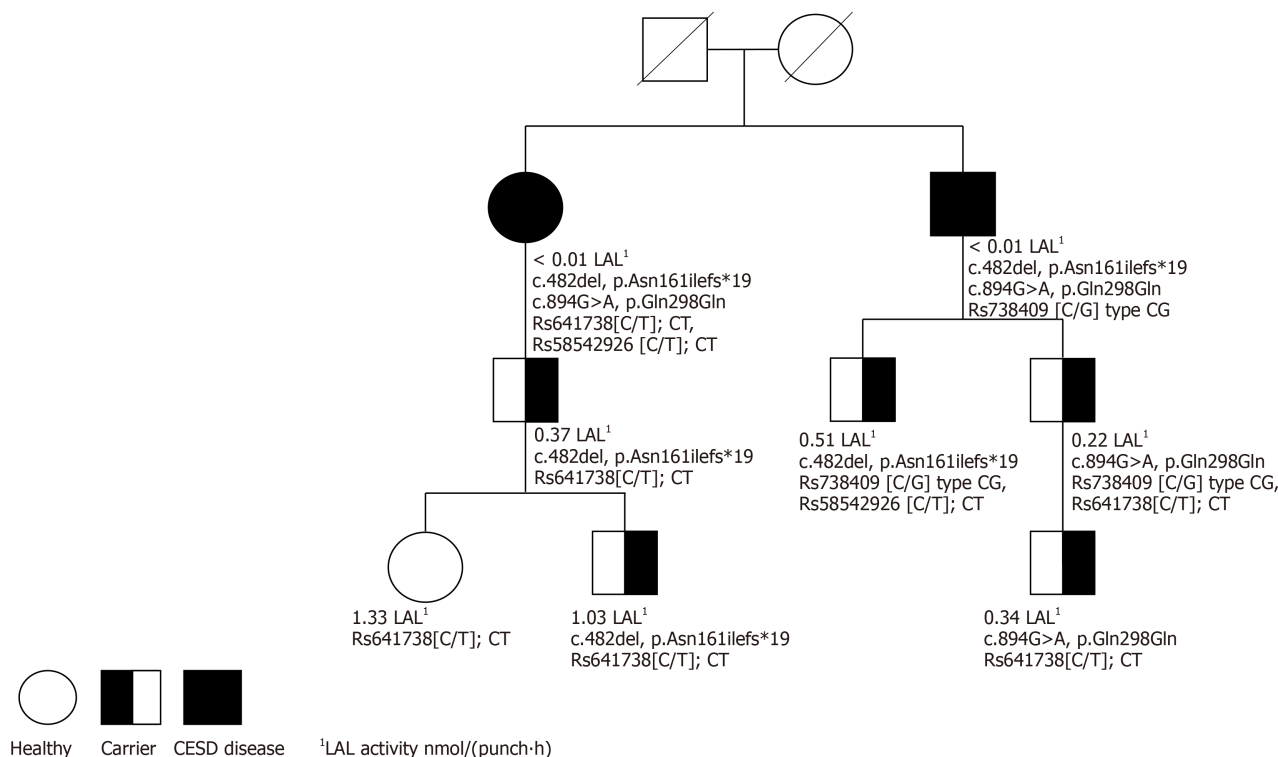 < 0.01 LAL¹
c.482del, p.Asn161ilefs*19
c.894G>A, p.Gln298Gln
Rs641738[C/T]; CT,
Rs58542926 [C/T]; CT
< 0.01 LAL¹
c.482del, p.Asn161ilefs*19
c.894G>A, p.Gln298Gln
Rs738409 [C/G] type CG
0.37 LAL¹
c.482del, p.Asn161ilefs*19
Rs641738[C/T]; CT
0.51 LAL¹
c.482del, p.Asn161ilefs*19
Rs738409 [C/G] type CG,
Rs58542926 [C/T]; CT
0.22 LAL¹
c.894G>A, p.Gln298Gln
Rs738409 [C/G] type CG,
Rs641738[C/T]; CT
1.33 LAL¹
Rs641738[C/T]; CT
1.03 LAL¹
c.482del, p.Asn161ilefs*19
Rs641738[C/T]; CT
0.34 LAL¹
c.894G>A, p.Gln298Gln
Rs641738[C/T]; CT
Healthy Carrier CESD disease ¹LAL activity nmol/(punch·h)